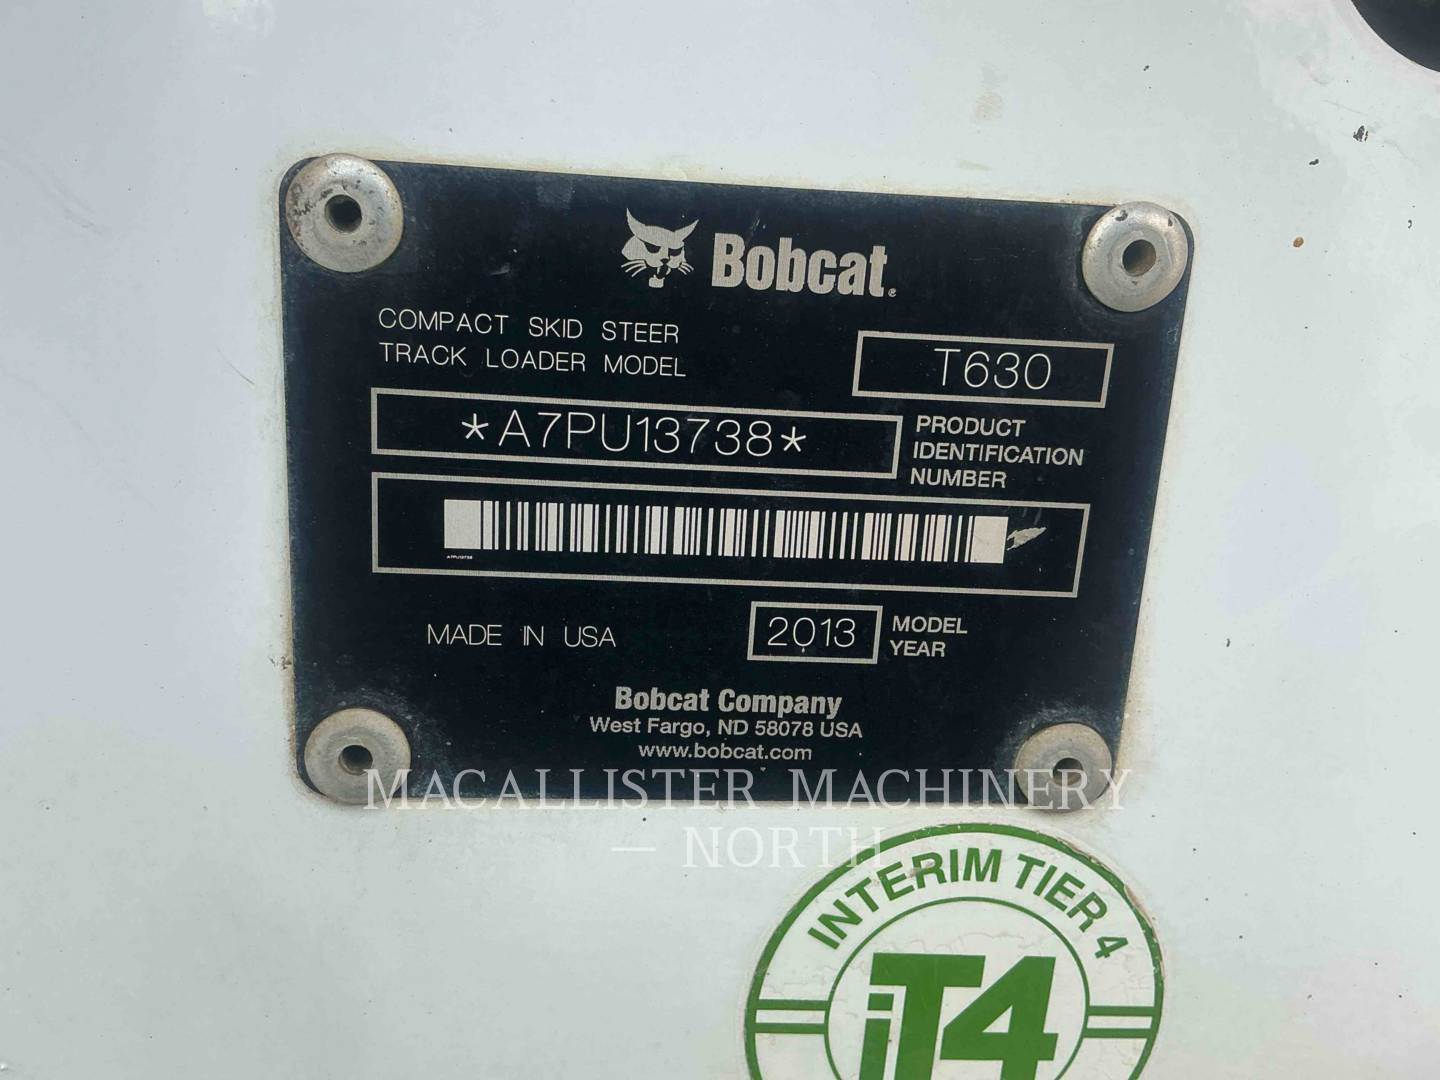 Bobcat®
COMPACT SKID STEER
TRACK LOADER MODEL
T630
*A7PU13738*
PRODUCT
IDENTIFICATION
NUMBER
A7PU13738
MADE IN USA
2013
MODEL
YEAR
Bobcat Company
West Fargo, ND 58078 USA
www.bobcat.com
MACALLISTER MACHINERY
— NORTH
INTERIM TIER 4
iT4